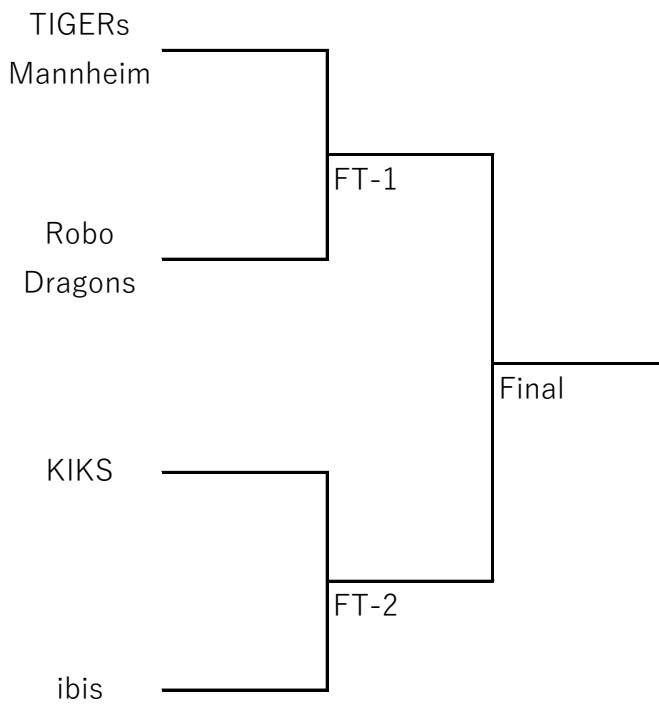 TIGERs
Mannheim
FT-1
Robo
Dragons
Final
KIKS
FT-2
ibis